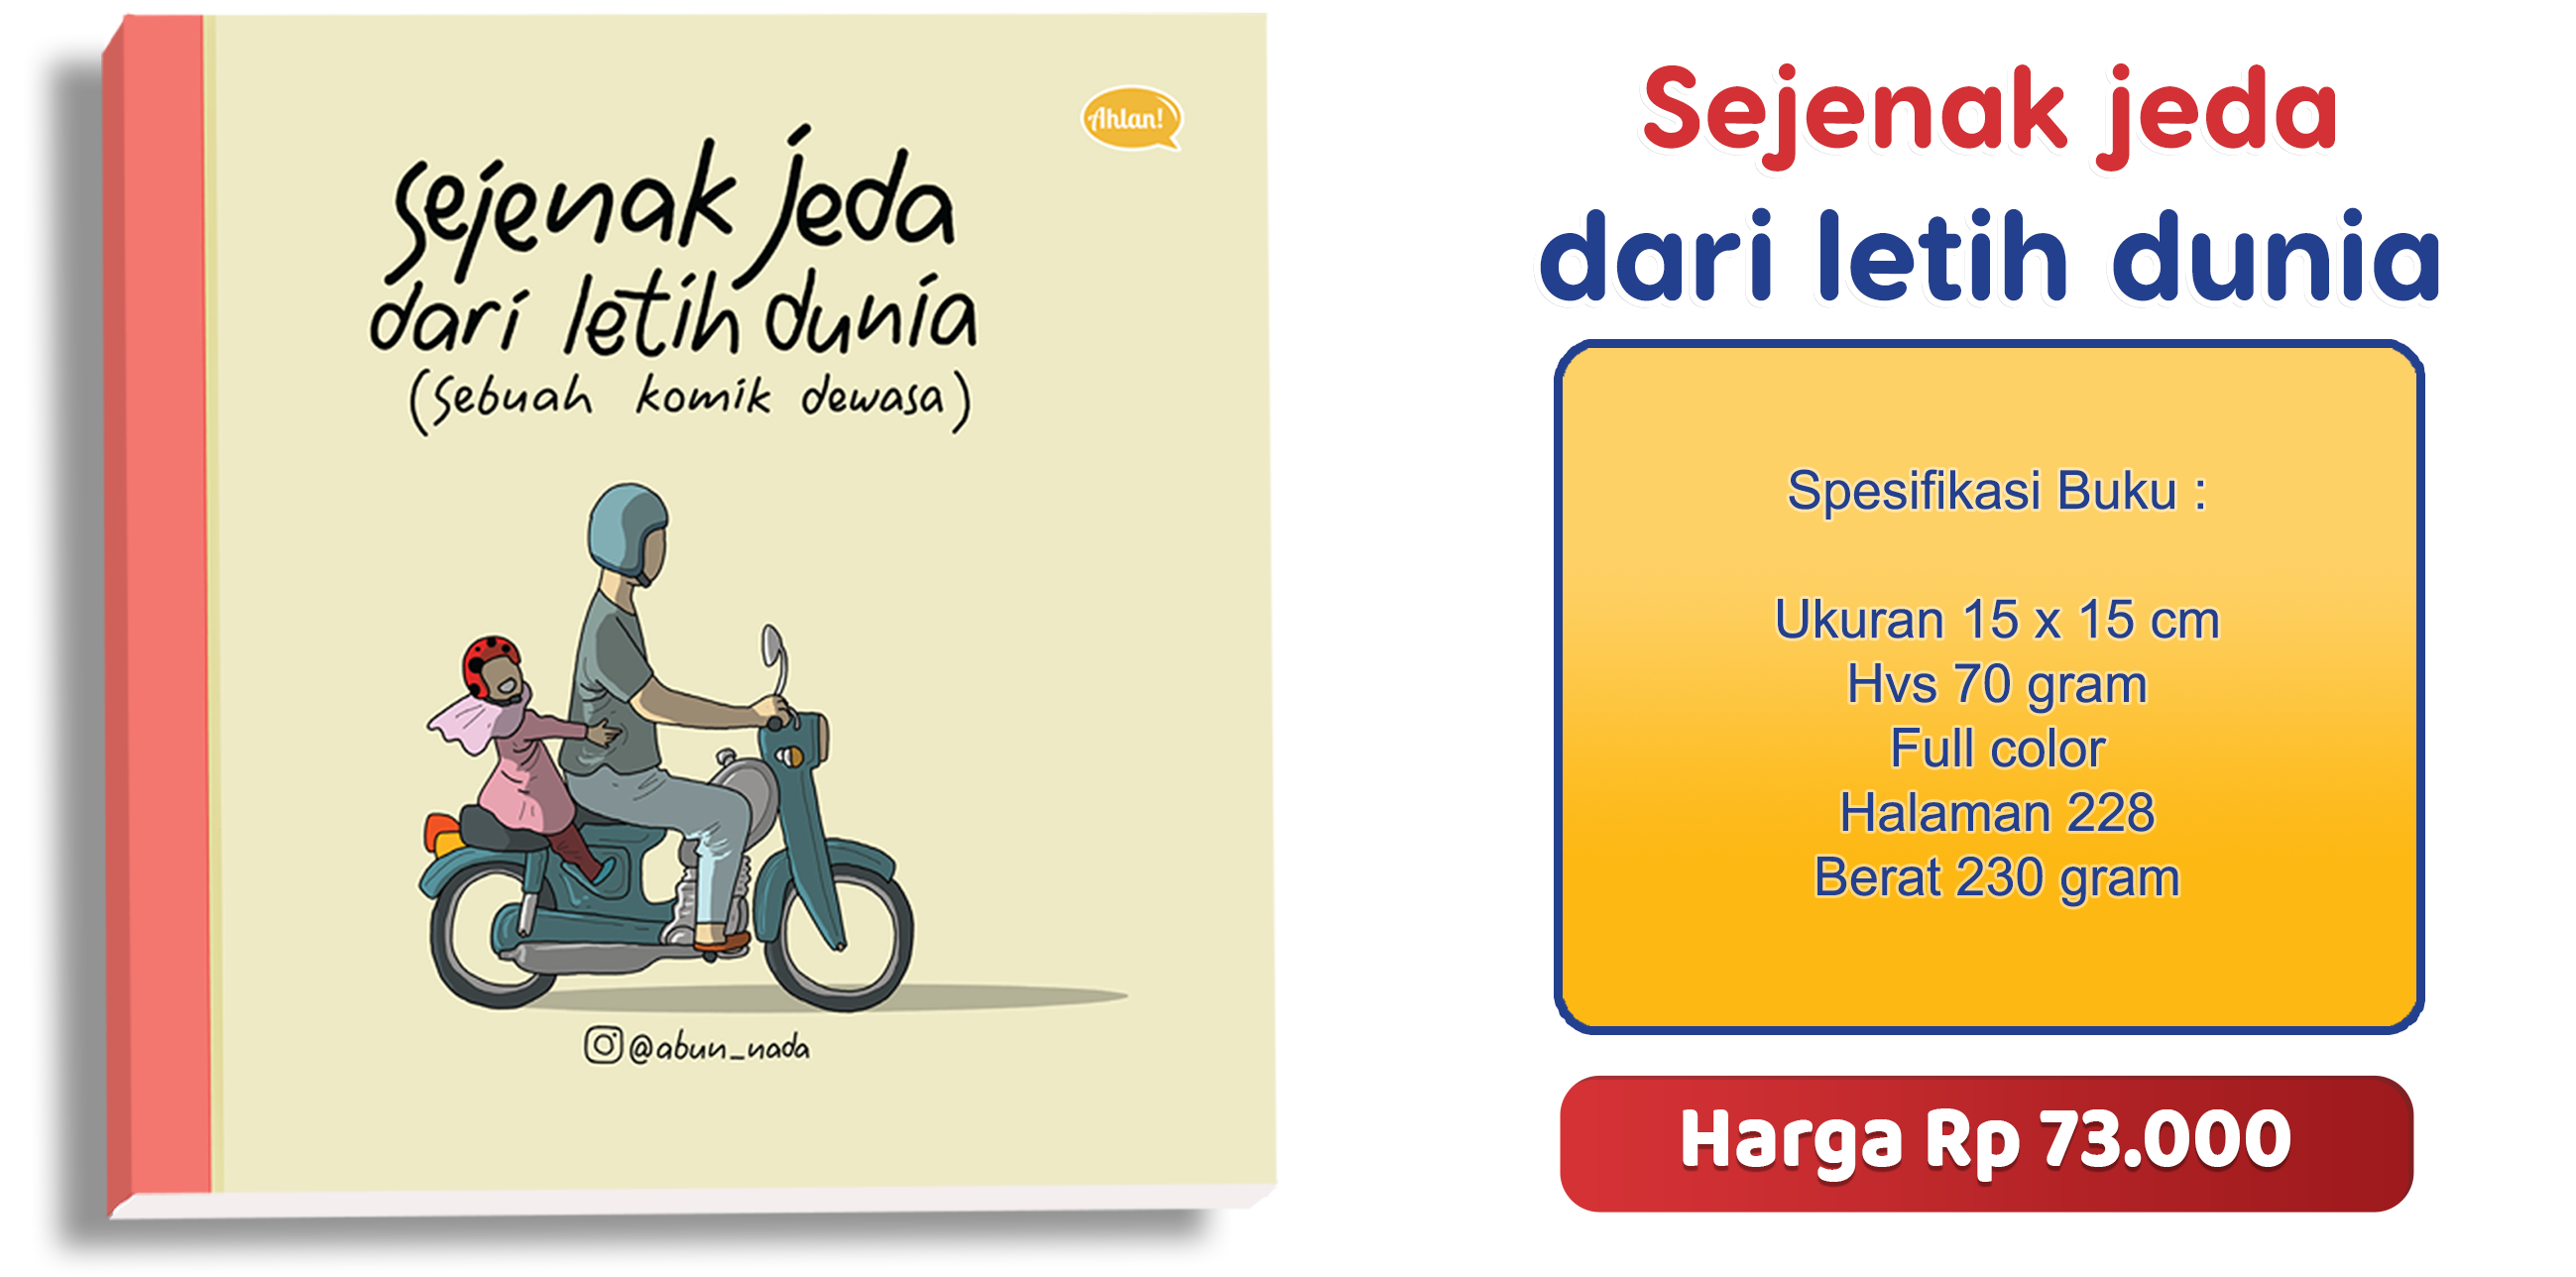 Ahlan!
sejenak jeda
dari letih dunia
(sebuah komik dewasa)
@abun_nada
Sejenak jeda
dari letih dunia
Spesifikasi Buku :
Ukuran 15 x 15 cm
Hvs 70 gram
Full color
Halaman 228
Berat 230 gram
Harga Rp 73.000